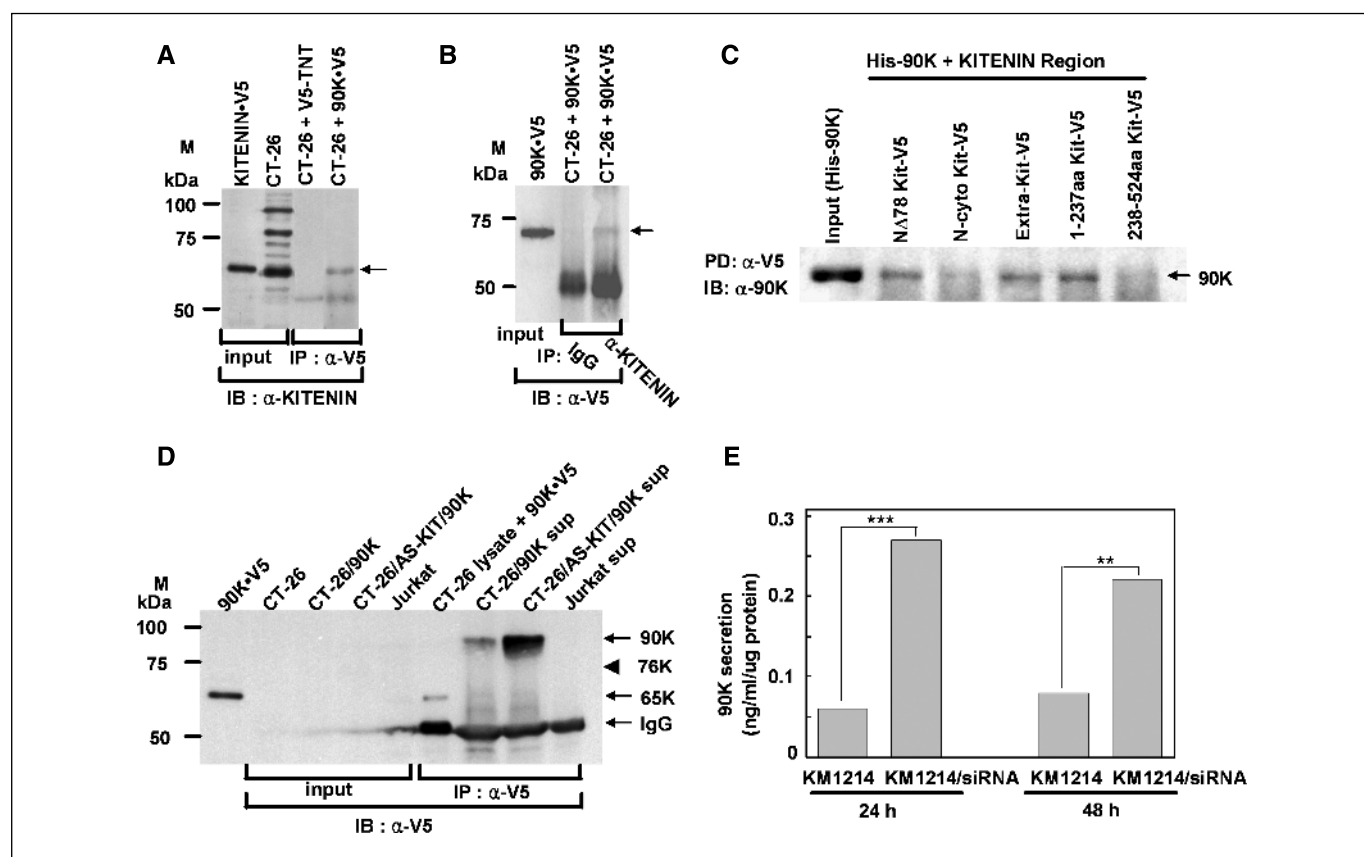 A
M
kDa
100
75
50
KITENIN•V5
CT-26
CT-26 + V5-TNT
CT-26 + 90K•V5
input
IP : α-V5
IB : α-KITENIN
B
M
kDa
75
50
90K•V5
CT-26 + 90K•V5
CT-26 + 90K•V5
input
IP:
IgG
α-KITENIN
IB : α-V5
C
His-90K + KITENIN Region
Input (His-90K)
NΔ78 Kit-V5
N-cyto Kit-V5
Extra-Kit-V5
1-237aa Kit-V5
238-524aa Kit-V5
PD: α-V5
IB: α-90K
90K
D
M
kDa
100
75
50
90K•V5
CT-26
CT-26/90K
CT-26/AS-KIT/90K
Jurkat
CT-26 lysate + 90K•V5
CT-26/90K sup
CT-26/AS-KIT/90K sup
Jurkat sup
90K
76K
65K
IgG
input
IP : α-V5
IB : α-V5
E
90K secretion
(ng/ml/ug protein)
0.3
0.2
0.1
0
***
**
KM1214
KM1214/siRNA
KM1214
KM1214/siRNA
24 h
48 h